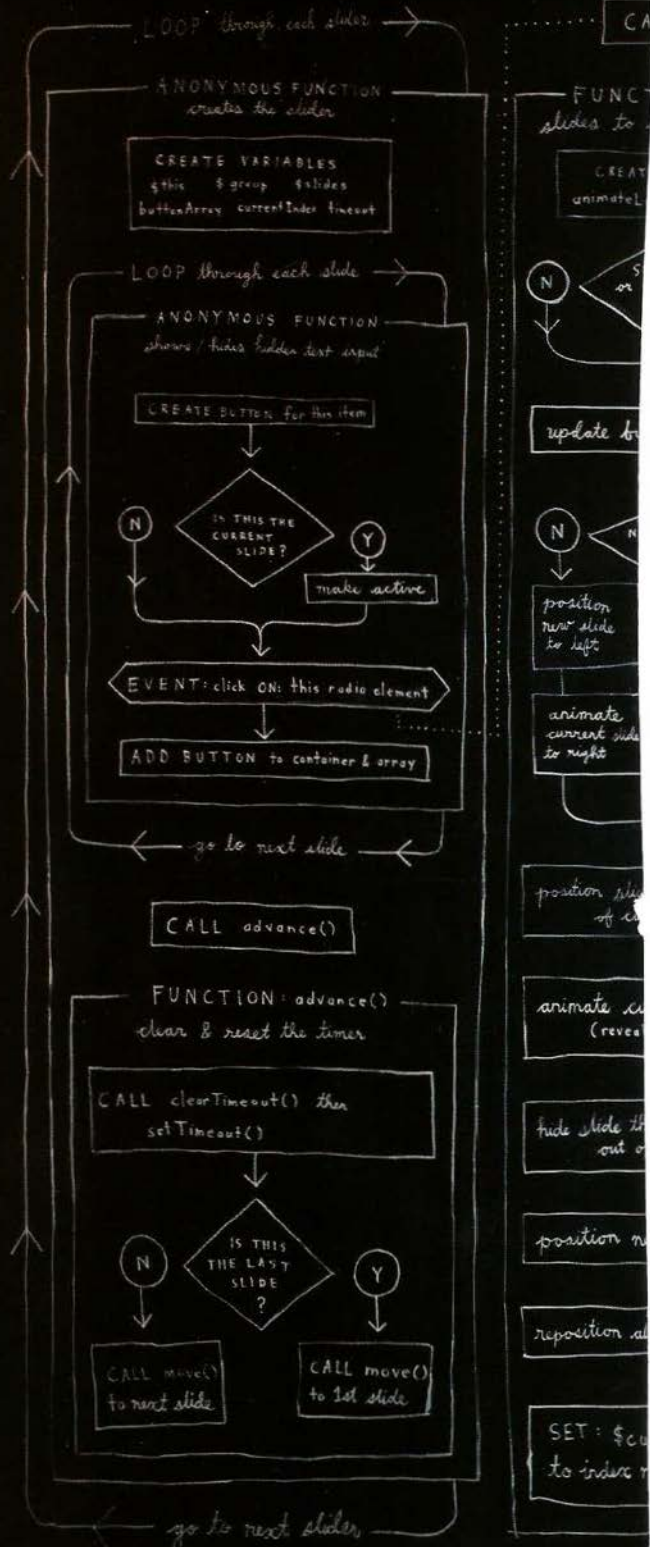 LOOP through each slider
ANONYMOUS FUNCTION
creates the slider
CREATE VARIABLES
$this $group $slides
buttonArray currentIndex timeout
LOOP through each slide
ANONYMOUS FUNCTION
shows / hides hidden text input
CREATE BUTTON for this item
IS THIS THE
CURRENT
SLIDE?
N
Y
make active
EVENT: click ON: this radio element
ADD BUTTON to container & array
go to next slide
CALL advance()
FUNCTION: advance()
clear & reset the timer
CALL clearTimeout() then
setTimeout()
IS THIS
THE LAST
SLIDE
?
N
Y
CALL move()
to next slide
CALL move()
to 1st slide
go to next slider
CA
FUNCT
slides to
CREAT
animateL
S
or
N
update b
N
N
position
new slide
to left
animate
current slide
to right
position
of
animate
(revea
hide slide th
out o
position n
reposition al
SET: $cu
to index